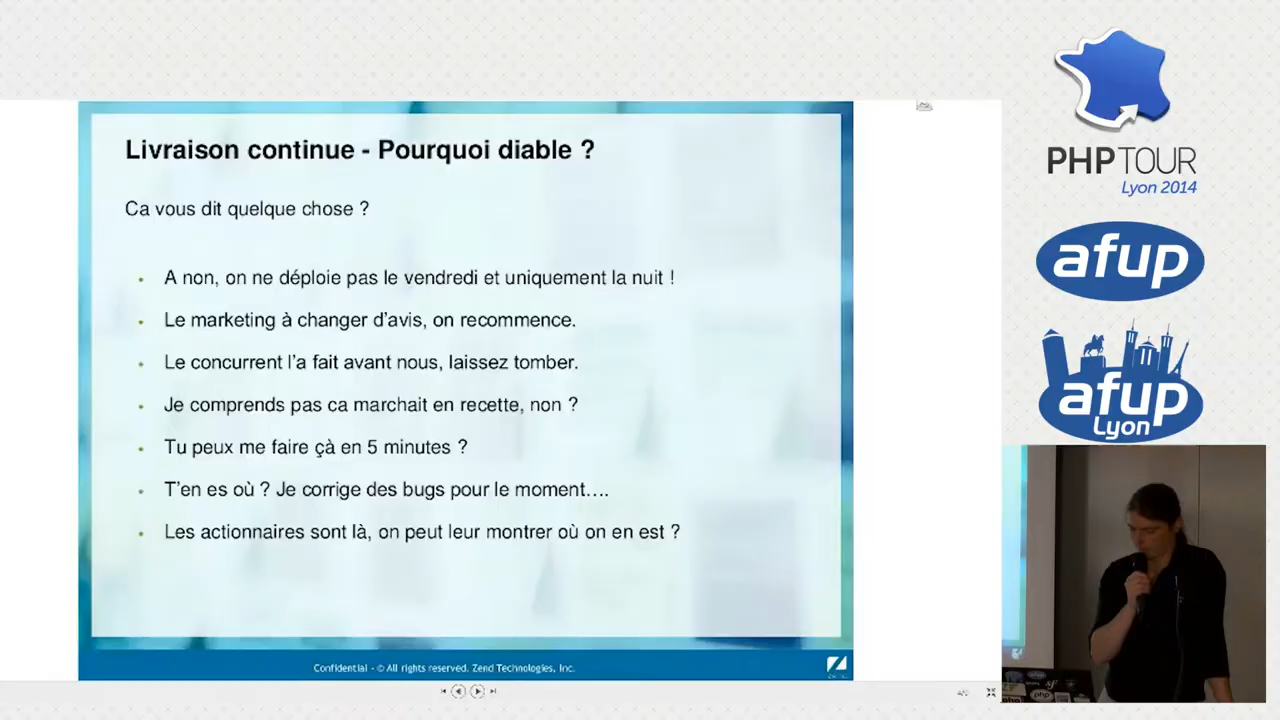 Livraison continue - Pourquoi diable ?
Ca vous dit quelque chose ?
A non, on ne déploie pas le vendredi et uniquement la nuit !
Le marketing à changer d'avis, on recommence.
Le concurrent l'a fait avant nous, laissez tomber.
Je comprends pas ca marchait en recette, non ?
Tu peux me faire çà en 5 minutes ?
T'en es où ? Je corrige des bugs pour le moment….
Les actionnaires sont là, on peut leur montrer où on en est ?
Confidential - © All rights reserved. Zend Technologies, Inc.
PHP TOUR
Lyon 2014
afup
afup
Lyon
php